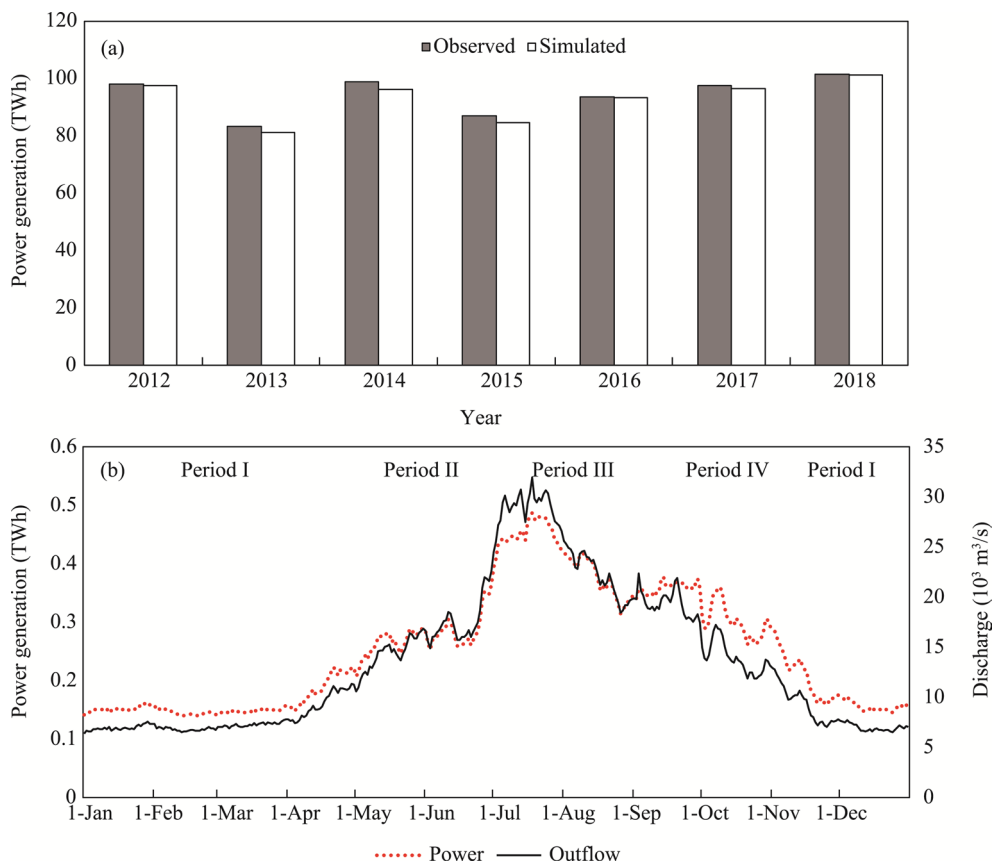 120
(a)
Observed Simulated
100
80
60
40
20
0
Power generation (TWh)
2012 2013 2014 2015 2016 2017 2018
Year
0.6
(b) Period I Period II Period III Period IV Period I
0.5
0.4
0.3
0.2
0.1
0
Power generation (TWh)
35
30
25
20
15
10
5
0
Discharge (10³ m³/s)
1-Jan 1-Feb 1-Mar 1-Apr 1-May 1-Jun 1-Jul 1-Aug 1-Sep 1-Oct 1-Nov 1-Dec
Power Outflow